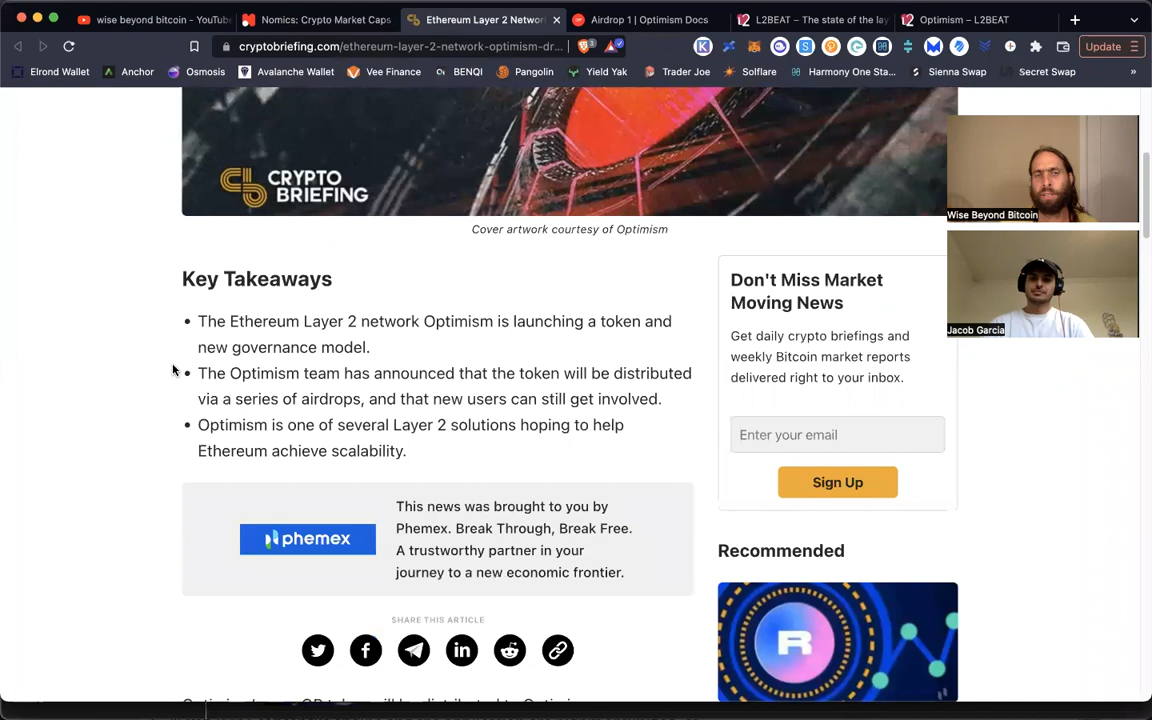 wise beyond bitcoin - YouTub
Nomics: Crypto Market Caps
Ethereum Layer 2 Networ
Airdrop 1 | Optimism Docs
L2BEAT – The state of the lay
Optimism – L2BEAT
cryptobriefing.com/ethereum-layer-2-network-optimism-dr...
Update
Elrond Wallet
Anchor
Osmosis
Avalanche Wallet
Vee Finance
BENQI
Pangolin
Yield Yak
Trader Joe
Solflare
Harmony One Sta...
Sienna Swap
Secret Swap
»
CRYPTO
BRIEFING
Wise Beyond Bitcoin
Jacob Garcia
Cover artwork courtesy of Optimism
Key Takeaways
• The Ethereum Layer 2 network Optimism is launching a token and
new governance model.
• The Optimism team has announced that the token will be distributed
via a series of airdrops, and that new users can still get involved.
• Optimism is one of several Layer 2 solutions hoping to help
Ethereum achieve scalability.
phemex
This news was brought to you by
Phemex. Break Through, Break Free.
A trustworthy partner in your
journey to a new economic frontier.
SHARE THIS ARTICLE
Don't Miss Market
Moving News
Get daily crypto briefings and
weekly Bitcoin market reports
delivered right to your inbox.
Enter your email
Sign Up
Recommended
R